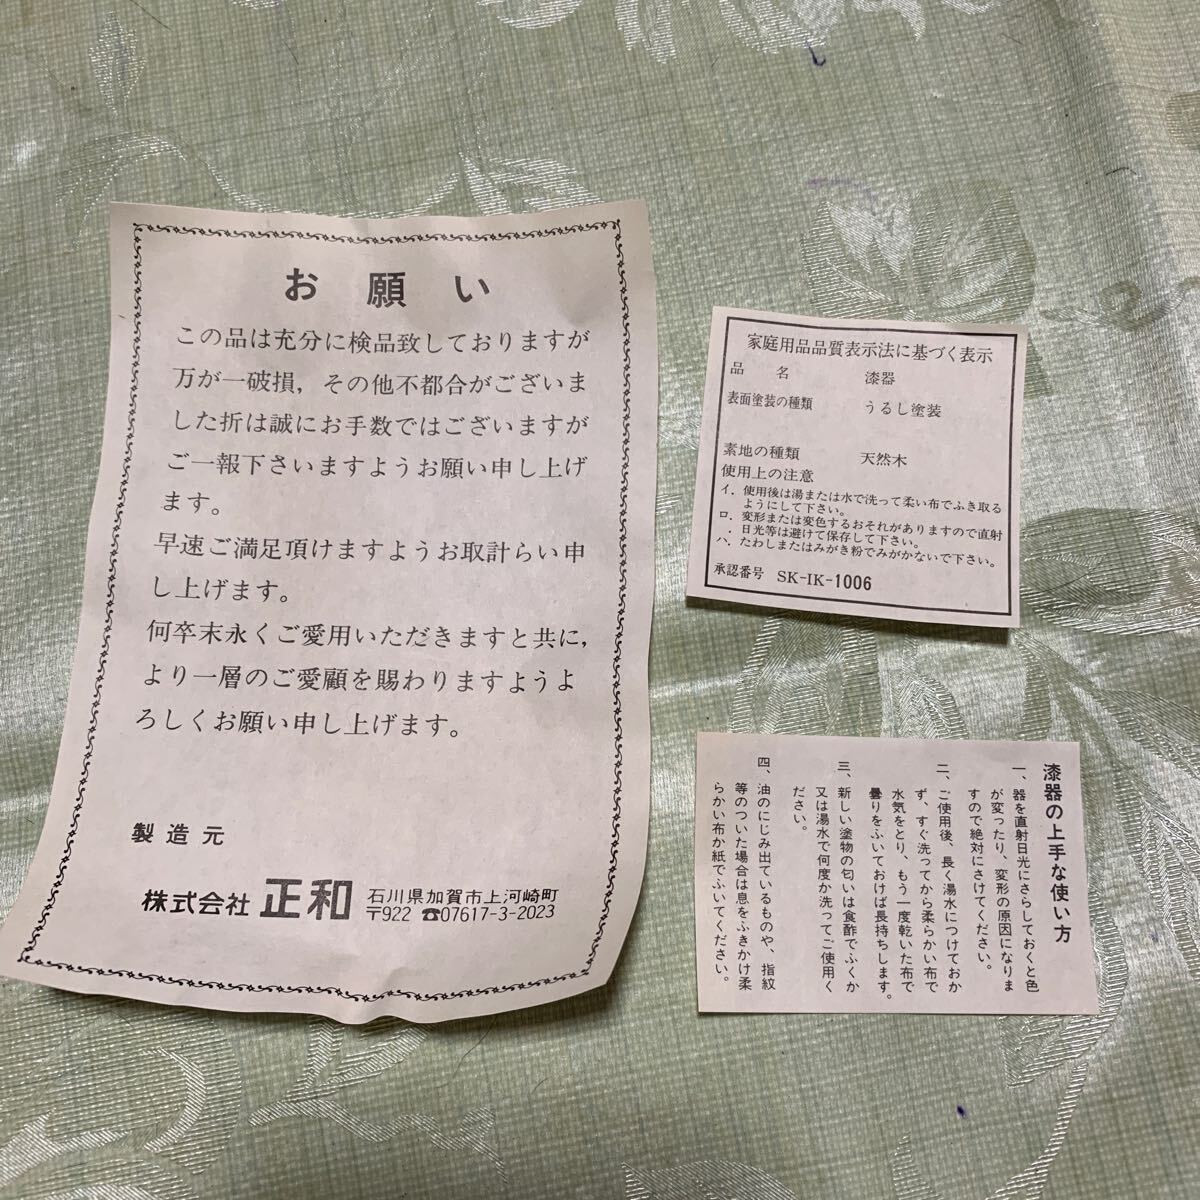 お願い
この品は充分に検品致しておりますが
万が一破損，その他不都合がございま
した折は誠にお手数ではございますが
ご一報下さいますようお願い申し上げ
ます。
早速ご満足頂けますようお取計らい申
し上げます。
何卒末永くご愛用いただきますと共に，
より一層のご愛顧を賜わりますようよ
ろしくお願い申し上げます。
製造元
株式会社 正和 石川県加賀市上河崎町
〒922 ☎07617-3-2023
家庭用品品質表示法に基づく表示
品名 漆器
表面塗装の種類 うるし塗装
素地の種類 天然木
使用上の注意
イ．使用後は湯または水で洗って柔い布でふき取る
ようにして下さい。
ロ．変形または変色するおそれがありますので直射
日光等は避けて保存して下さい。
ハ．たわしまたはみがき粉でみがかないで下さい。
承認番号 SK-IK-1006
漆器の上手な使い方
一、器を直射日光にさらしておくと色
が変ったり、変形の原因になりま
すので絶対にさけてください。
二、ご使用後、長く湯水につけておか
ず、すぐ洗ってから柔らかい布で
水気をとり、もう一度乾いた布で
曇りをふいておけば長持ちします。
三、新しい塗物の匂いは食酢でふくか
又は湯水で何度か洗ってご使用く
ださい。
四、油のにじみ出ているものや、指紋
等のついた場合は息をふきかけ柔
らかい布か紙でふいてください。